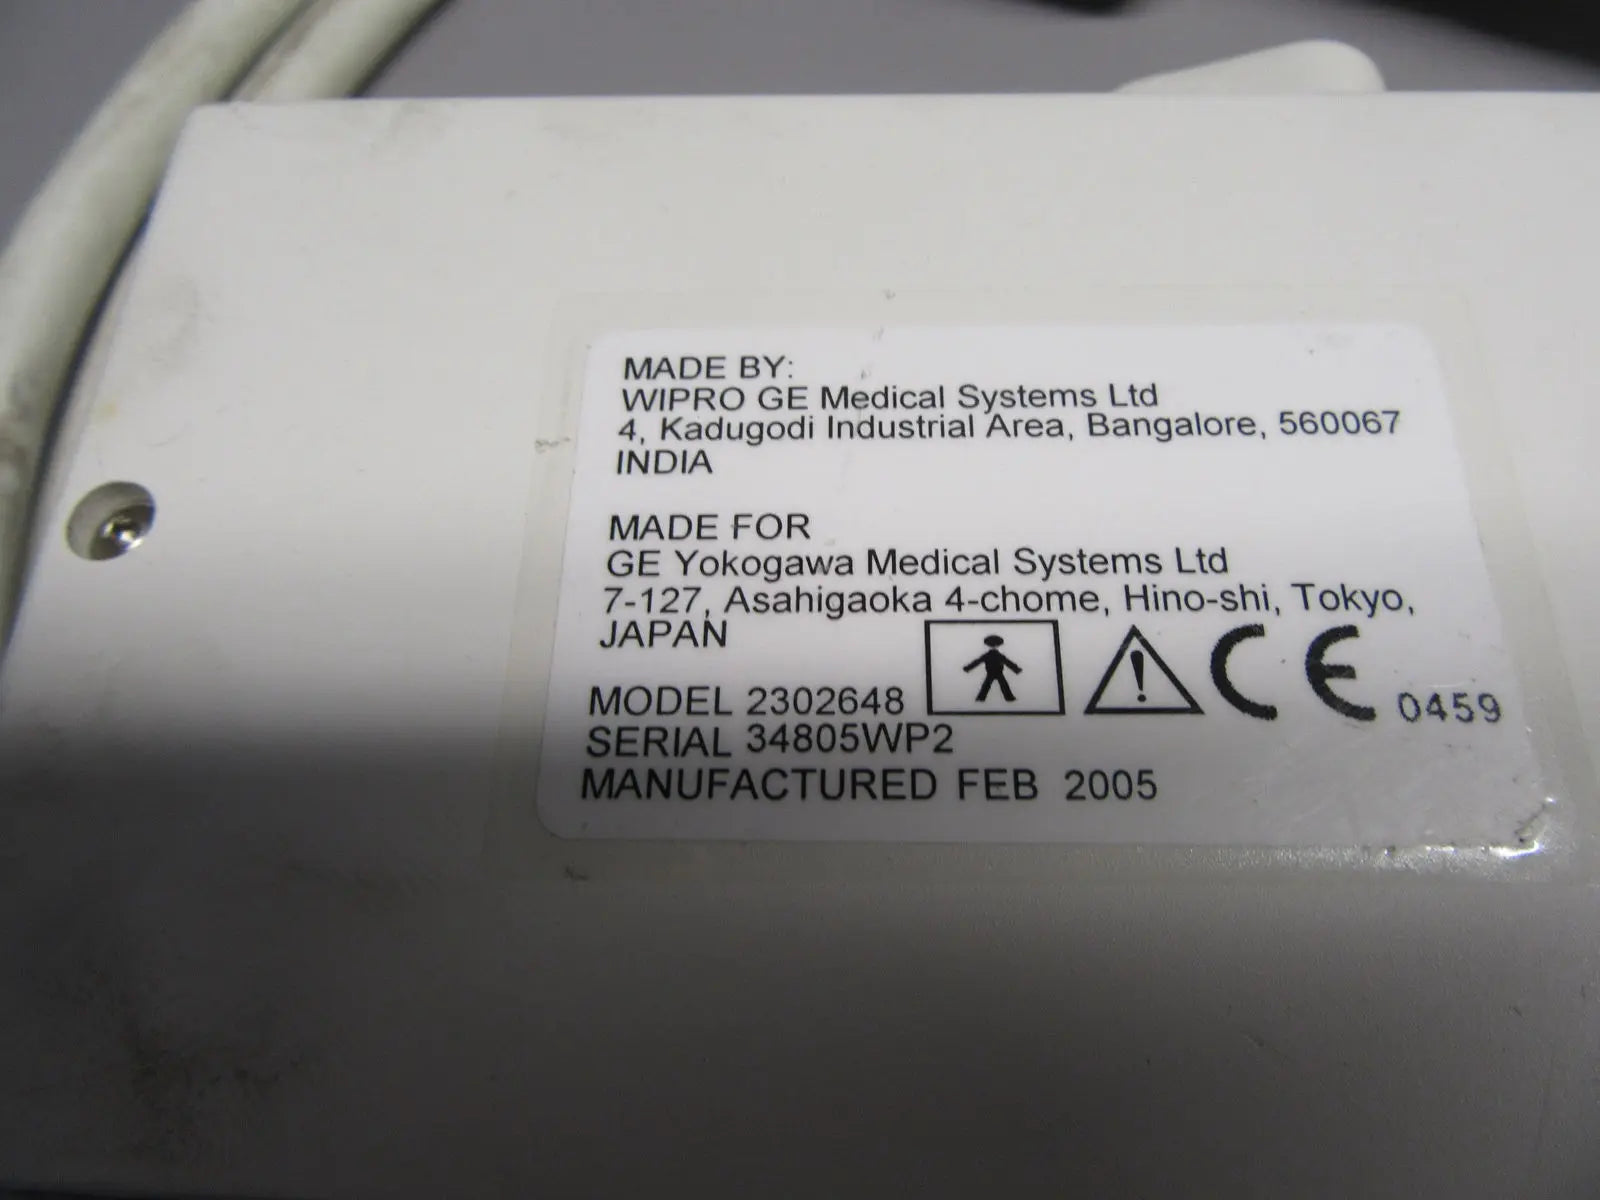 MADE BY:
WIPRO GE Medical Systems Ltd
4, Kadugodi Industrial Area, Bangalore, 560067
INDIA
MADE FOR
GE Yokogawa Medical Systems Ltd
7-127, Asahigaoka 4-chome, Hino-shi, Tokyo,
JAPAN
MODEL 2302648
CE 0459
SERIAL 34805WP2
MANUFACTURED FEB 2005